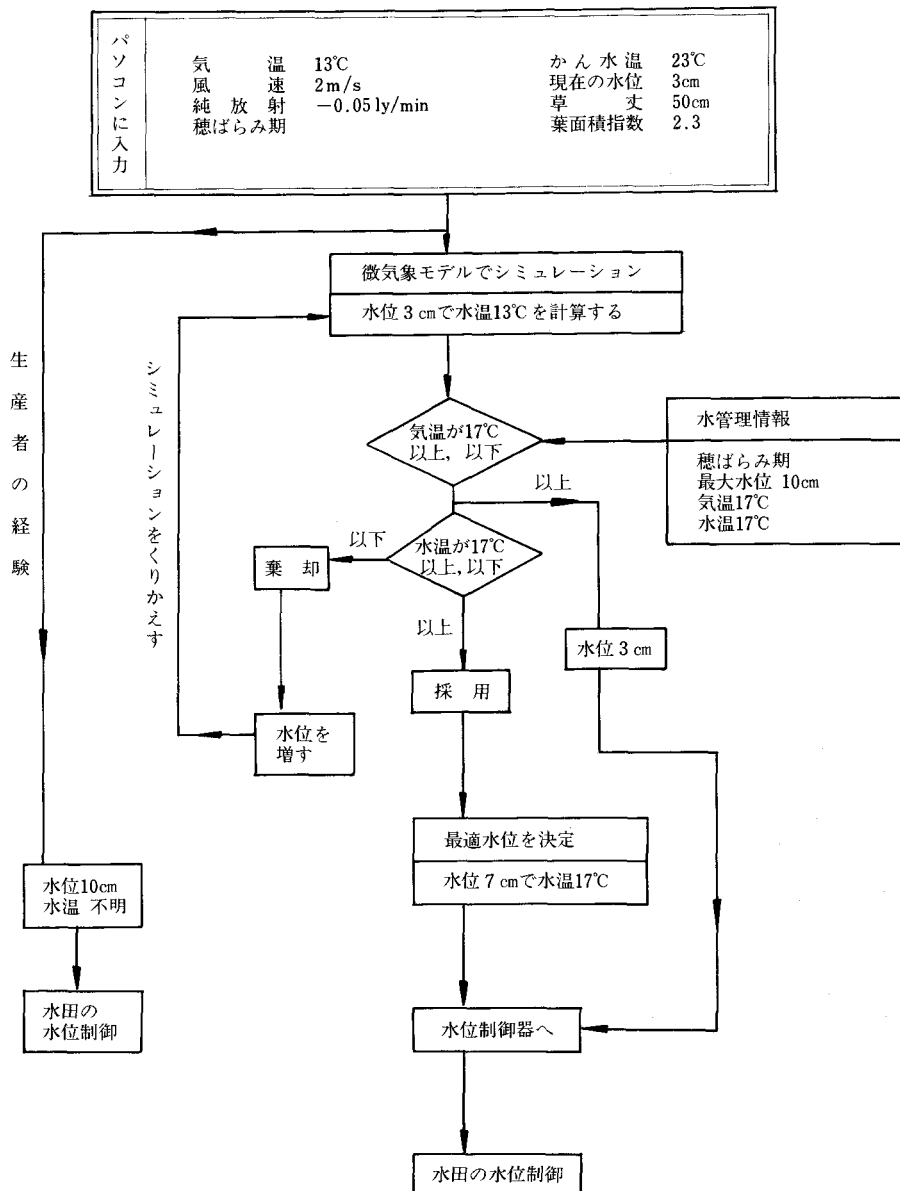 パソコンに入力
気温 13℃
風速 2m/s
純放射 －0.05ly/min
穂ばらみ期
かん水温 23℃
現在の水位 3cm
草丈 50cm
葉面積指数 2.3
微気象モデルでシミュレーション
水位3cmで水温13℃を計算する
生産者の経験
シミュレーションをくりかえす
気温が17℃
以上，以下
水管理情報
穂ばらみ期
最大水位 10cm
気温17℃
水温17℃
以上
水温が17℃
以上，以下
以下
棄却
以上
水位3cm
採用
水位を
増す
最適水位を決定
水位7cmで水温17℃
水位10cm
水温 不明
水田の
水位制御
水位制御器へ
水田の水位制御